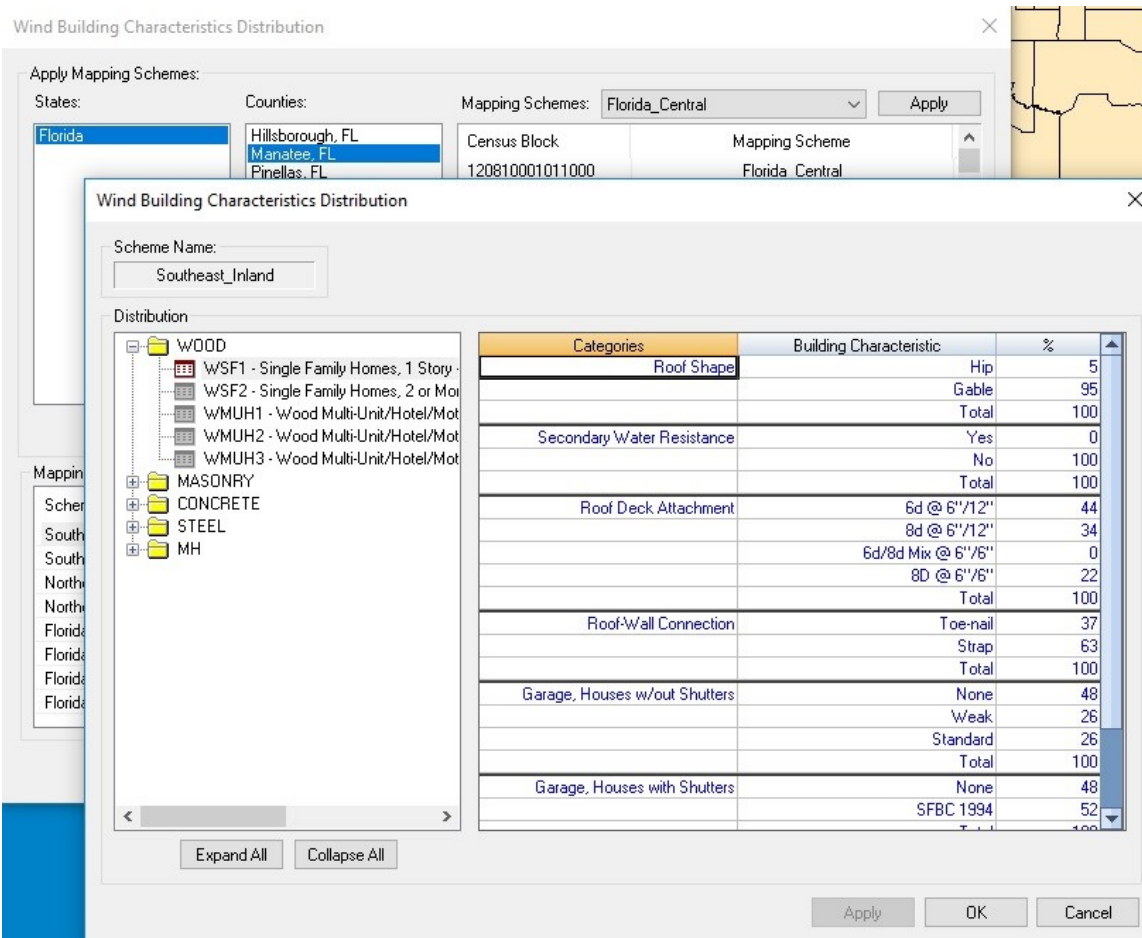 Wind Building Characteristics Distribution
Apply Mapping Schemes:
States: Counties: Mapping Schemes: Florida_Central Apply
Florida Hillsborough, FL Census Block Mapping Scheme
Manatee, FL
Pinellas, FL 120810001011000 Florida_Central
Wind Building Characteristics Distribution
Scheme Name:
Southeast_Inland
Distribution
WOOD Categories Building Characteristic %
WSF1 - Single Family Homes, 1 Story - Roof Shape Hip 5
WSF2 - Single Family Homes, 2 or Mor Gable 95
WMUH1 - Wood Multi-Unit/Hotel/Mot Total 100
WMUH2 - Wood Multi-Unit/Hotel/Mot Secondary Water Resistance Yes 0
WMUH3 - Wood Multi-Unit/Hotel/Mot No 100
Mappin MASONRY Total 100
Scher CONCRETE Roof Deck Attachment 6d @ 6"/12" 44
South STEEL 8d @ 6"/12" 34
South MH 6d/8d Mix @ 6"/6" 0
North 8D @ 6"/6" 22
North Total 100
Florida Roof-Wall Connection Toe-nail 37
Florida Strap 63
Florida Total 100
Florida Garage, Houses w/out Shutters None 48
Weak 26
Standard 26
Total 100
Garage, Houses with Shutters None 48
SFBC 1994 52
Expand All Collapse All
Apply OK Cancel